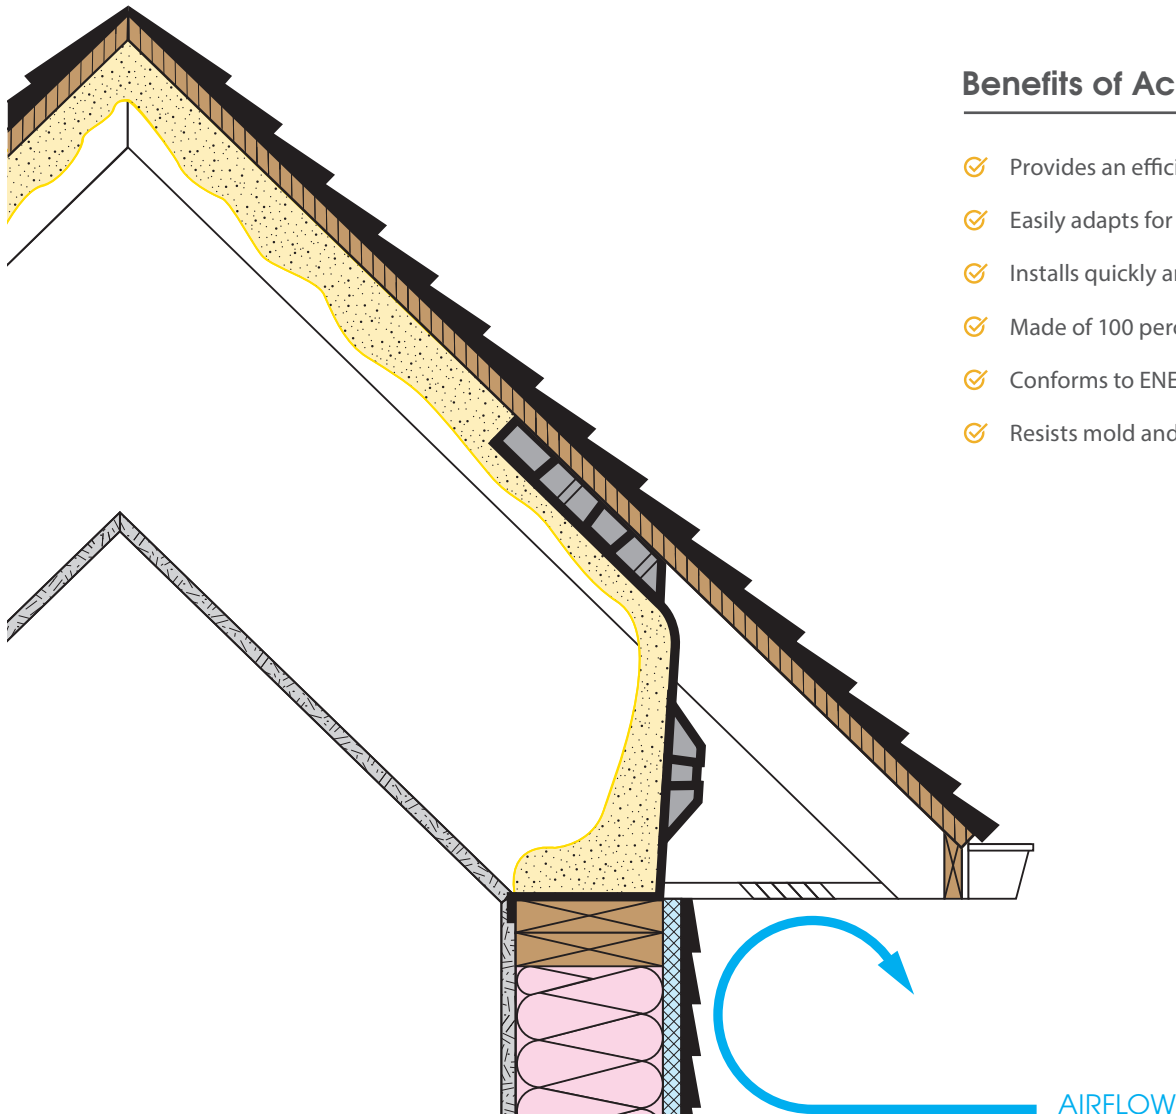 Benefits of Ac
Provides an effici
Easily adapts for
Installs quickly a
Made of 100 perc
Conforms to ENE
Resists mold and
AIRFLOW